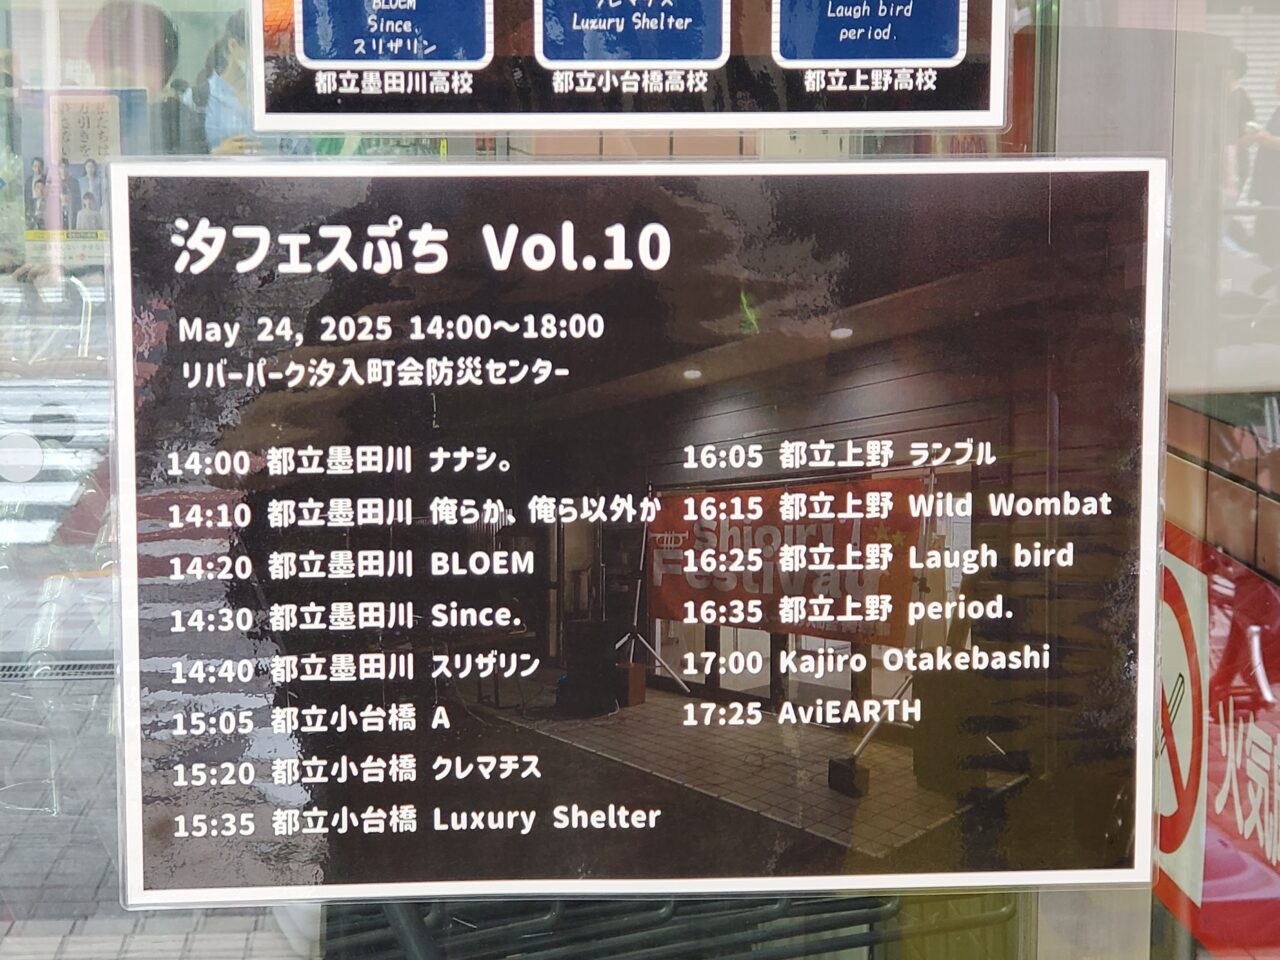 BLOEM
Since.
スリザリン
都立墨田川高校
クレマチス
Luxury Shelter
都立小台橋高校
Laugh bird
period.
都立上野高校
汐フェスぷち Vol.10
May 24, 2025 14:00～18:00
リバーパーク汐入町会防災センター
14:00 都立墨田川 ナナシ。
14:10 都立墨田川 俺らか、俺ら以外か
14:20 都立墨田川 BLOEM
14:30 都立墨田川 Since.
14:40 都立墨田川 スリザリン
15:05 都立小台橋 A
15:20 都立小台橋 クレマチス
15:35 都立小台橋 Luxury Shelter
16:05 都立上野 ランブル
16:15 都立上野 Wild Wombat
16:25 都立上野 Laugh bird
16:35 都立上野 period.
17:00 Kajiro Otakebashi
17:25 AviEARTH
Shioiri
Festival
火気